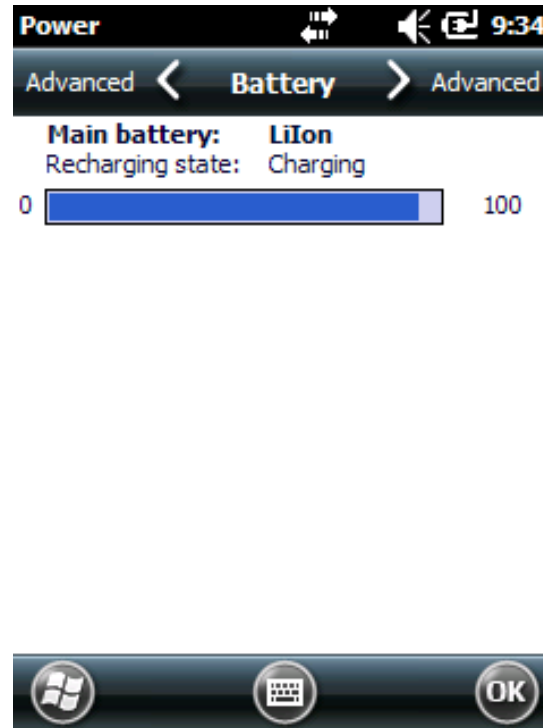 Power 9:34
Advanced Battery Advanced
Main battery: LiIon
Recharging state: Charging
0 100
OK